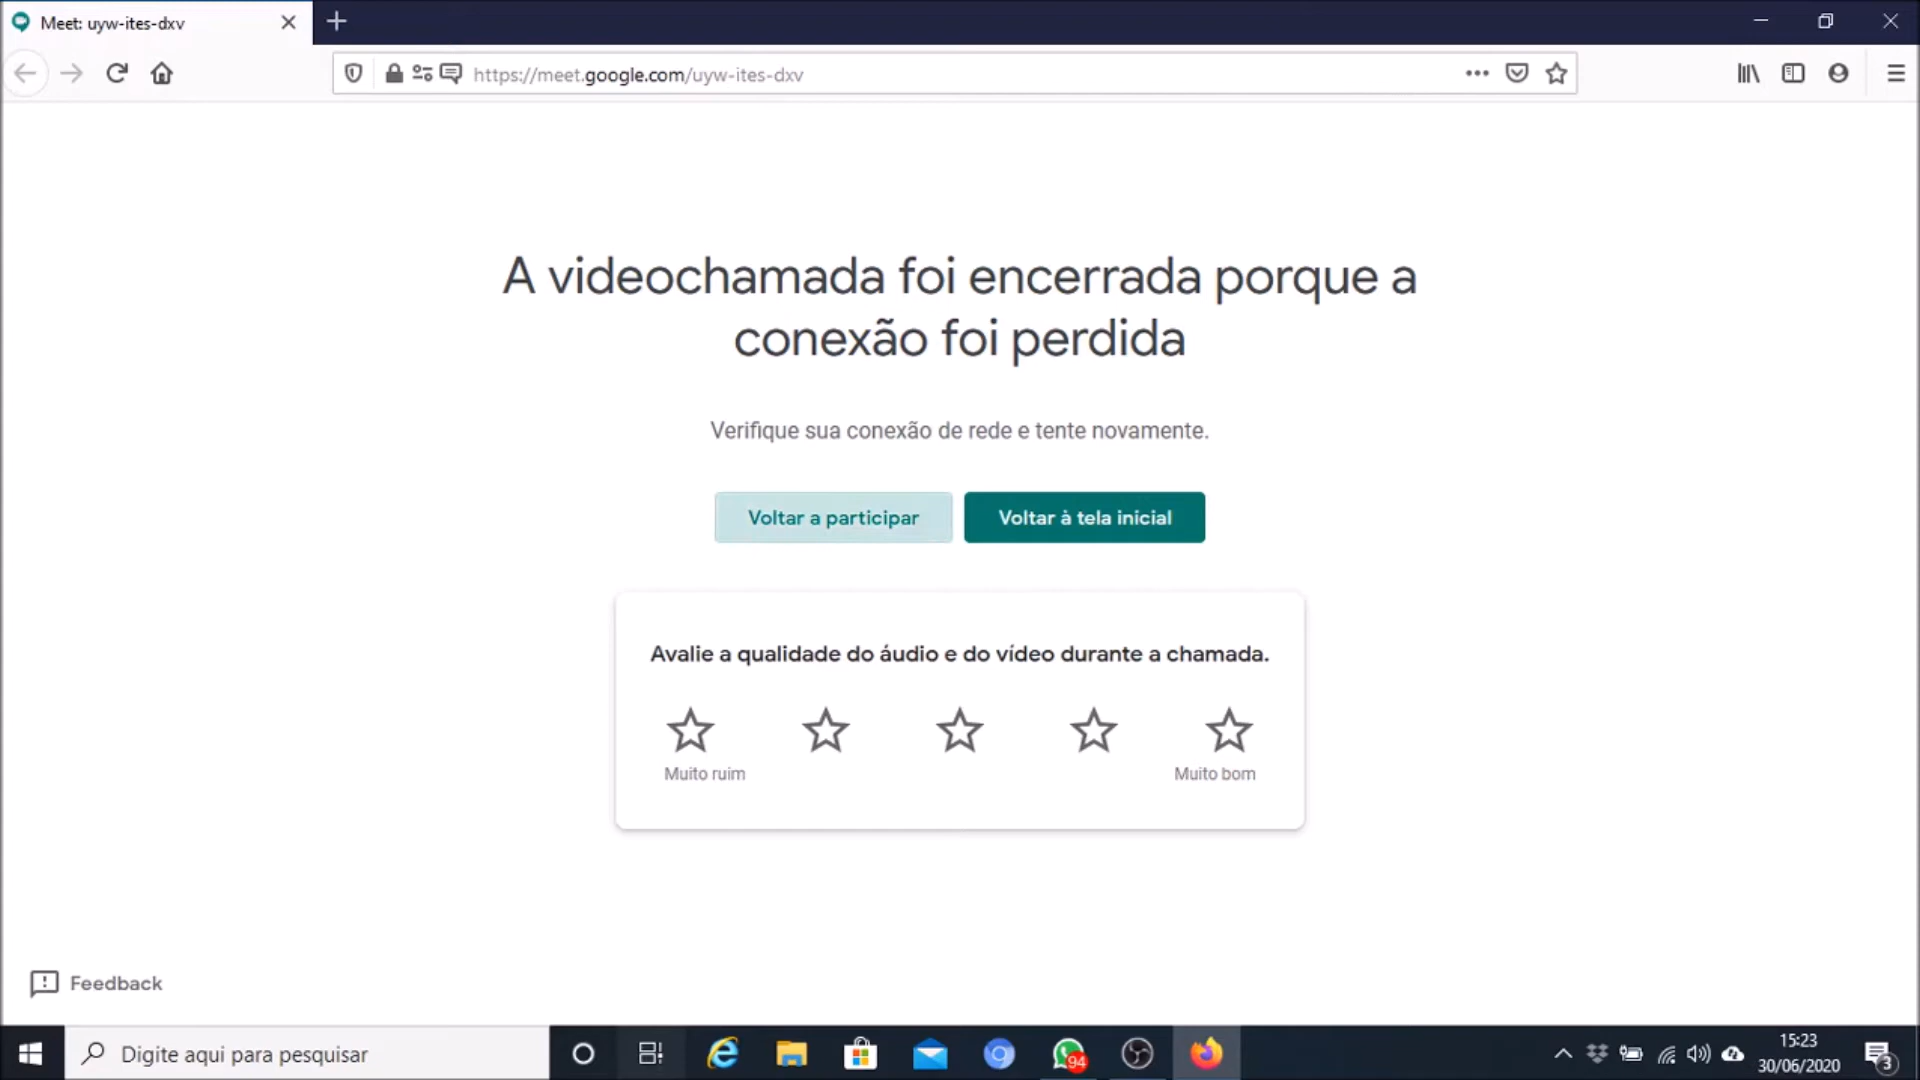 Meet: uyw-ites-dxv
https://meet.google.com/uyw-ites-dxv
A videochamada foi encerrada porque a
conexão foi perdida
Verifique sua conexão de rede e tente novamente.
Voltar a participar
Voltar à tela inicial
Avalie a qualidade do áudio e do vídeo durante a chamada.
Muito ruim
Muito bom
Feedback
Digite aqui para pesquisar
94
15:23
30/06/2020
3